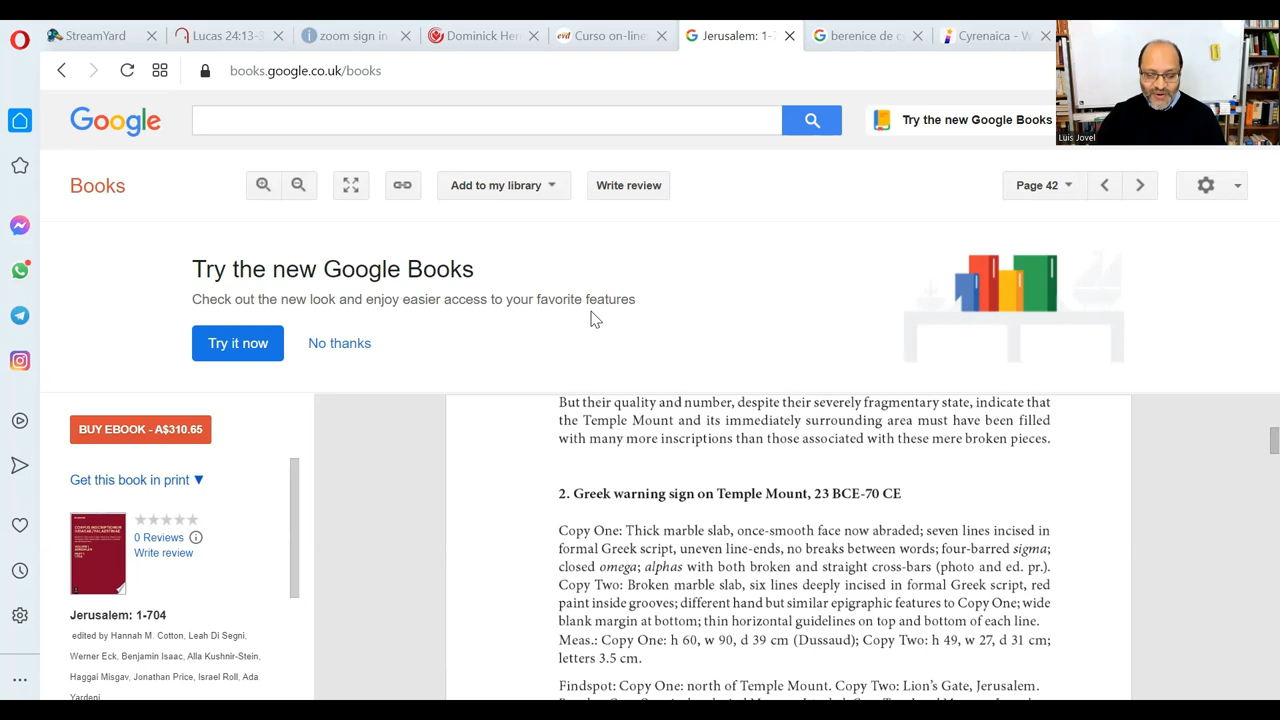 StreamYard
Lucas 24:13-3
zoom sign in
Dominick Her
evd Curso on-line
Jerusalem: 1-7
berenice de c
Cyrenaica - W
books.google.co.uk/books
Google
Try the new Google Books
Luis Jovel
Books
Add to my library
Write review
Page 42
Try the new Google Books
Check out the new look and enjoy easier access to your favorite features
Try it now
No thanks
BUY EBOOK - A$310.65
Get this book in print ▼
0 Reviews
Write review
CORPUS INSCRIPTIONUM
IUDAEAE/PALAESTINAE
Jerusalem: 1-704
edited by Hannah M. Cotton, Leah Di Segni,
Werner Eck, Benjamin Isaac, Alla Kushnir-Stein,
Haggai Misgav, Jonathan Price, Israel Roll, Ada
Yardeni
But their quality and number, despite their severely fragmentary state, indicate that
the Temple Mount and its immediately surrounding area must have been filled
with many more inscriptions than those associated with these mere broken pieces.
2. Greek warning sign on Temple Mount, 23 BCE-70 CE
Copy One: Thick marble slab, once-smooth face now abraded; seven lines incised in
formal Greek script, uneven line-ends, no breaks between words; four-barred sigma;
closed omega; alphas with both broken and straight cross-bars (photo and ed. pr.).
Copy Two: Broken marble slab, six lines deeply incised in formal Greek script, red
paint inside grooves; different hand but similar epigraphic features to Copy One; wide
blank margin at bottom; thin horizontal guidelines on top and bottom of each line.
Meas.: Copy One: h 60, w 90, d 39 cm (Dussaud); Copy Two: h 49, w 27, d 31 cm;
letters 3.5 cm.
Findspot: Copy One: north of Temple Mount. Copy Two: Lion's Gate, Jerusalem.